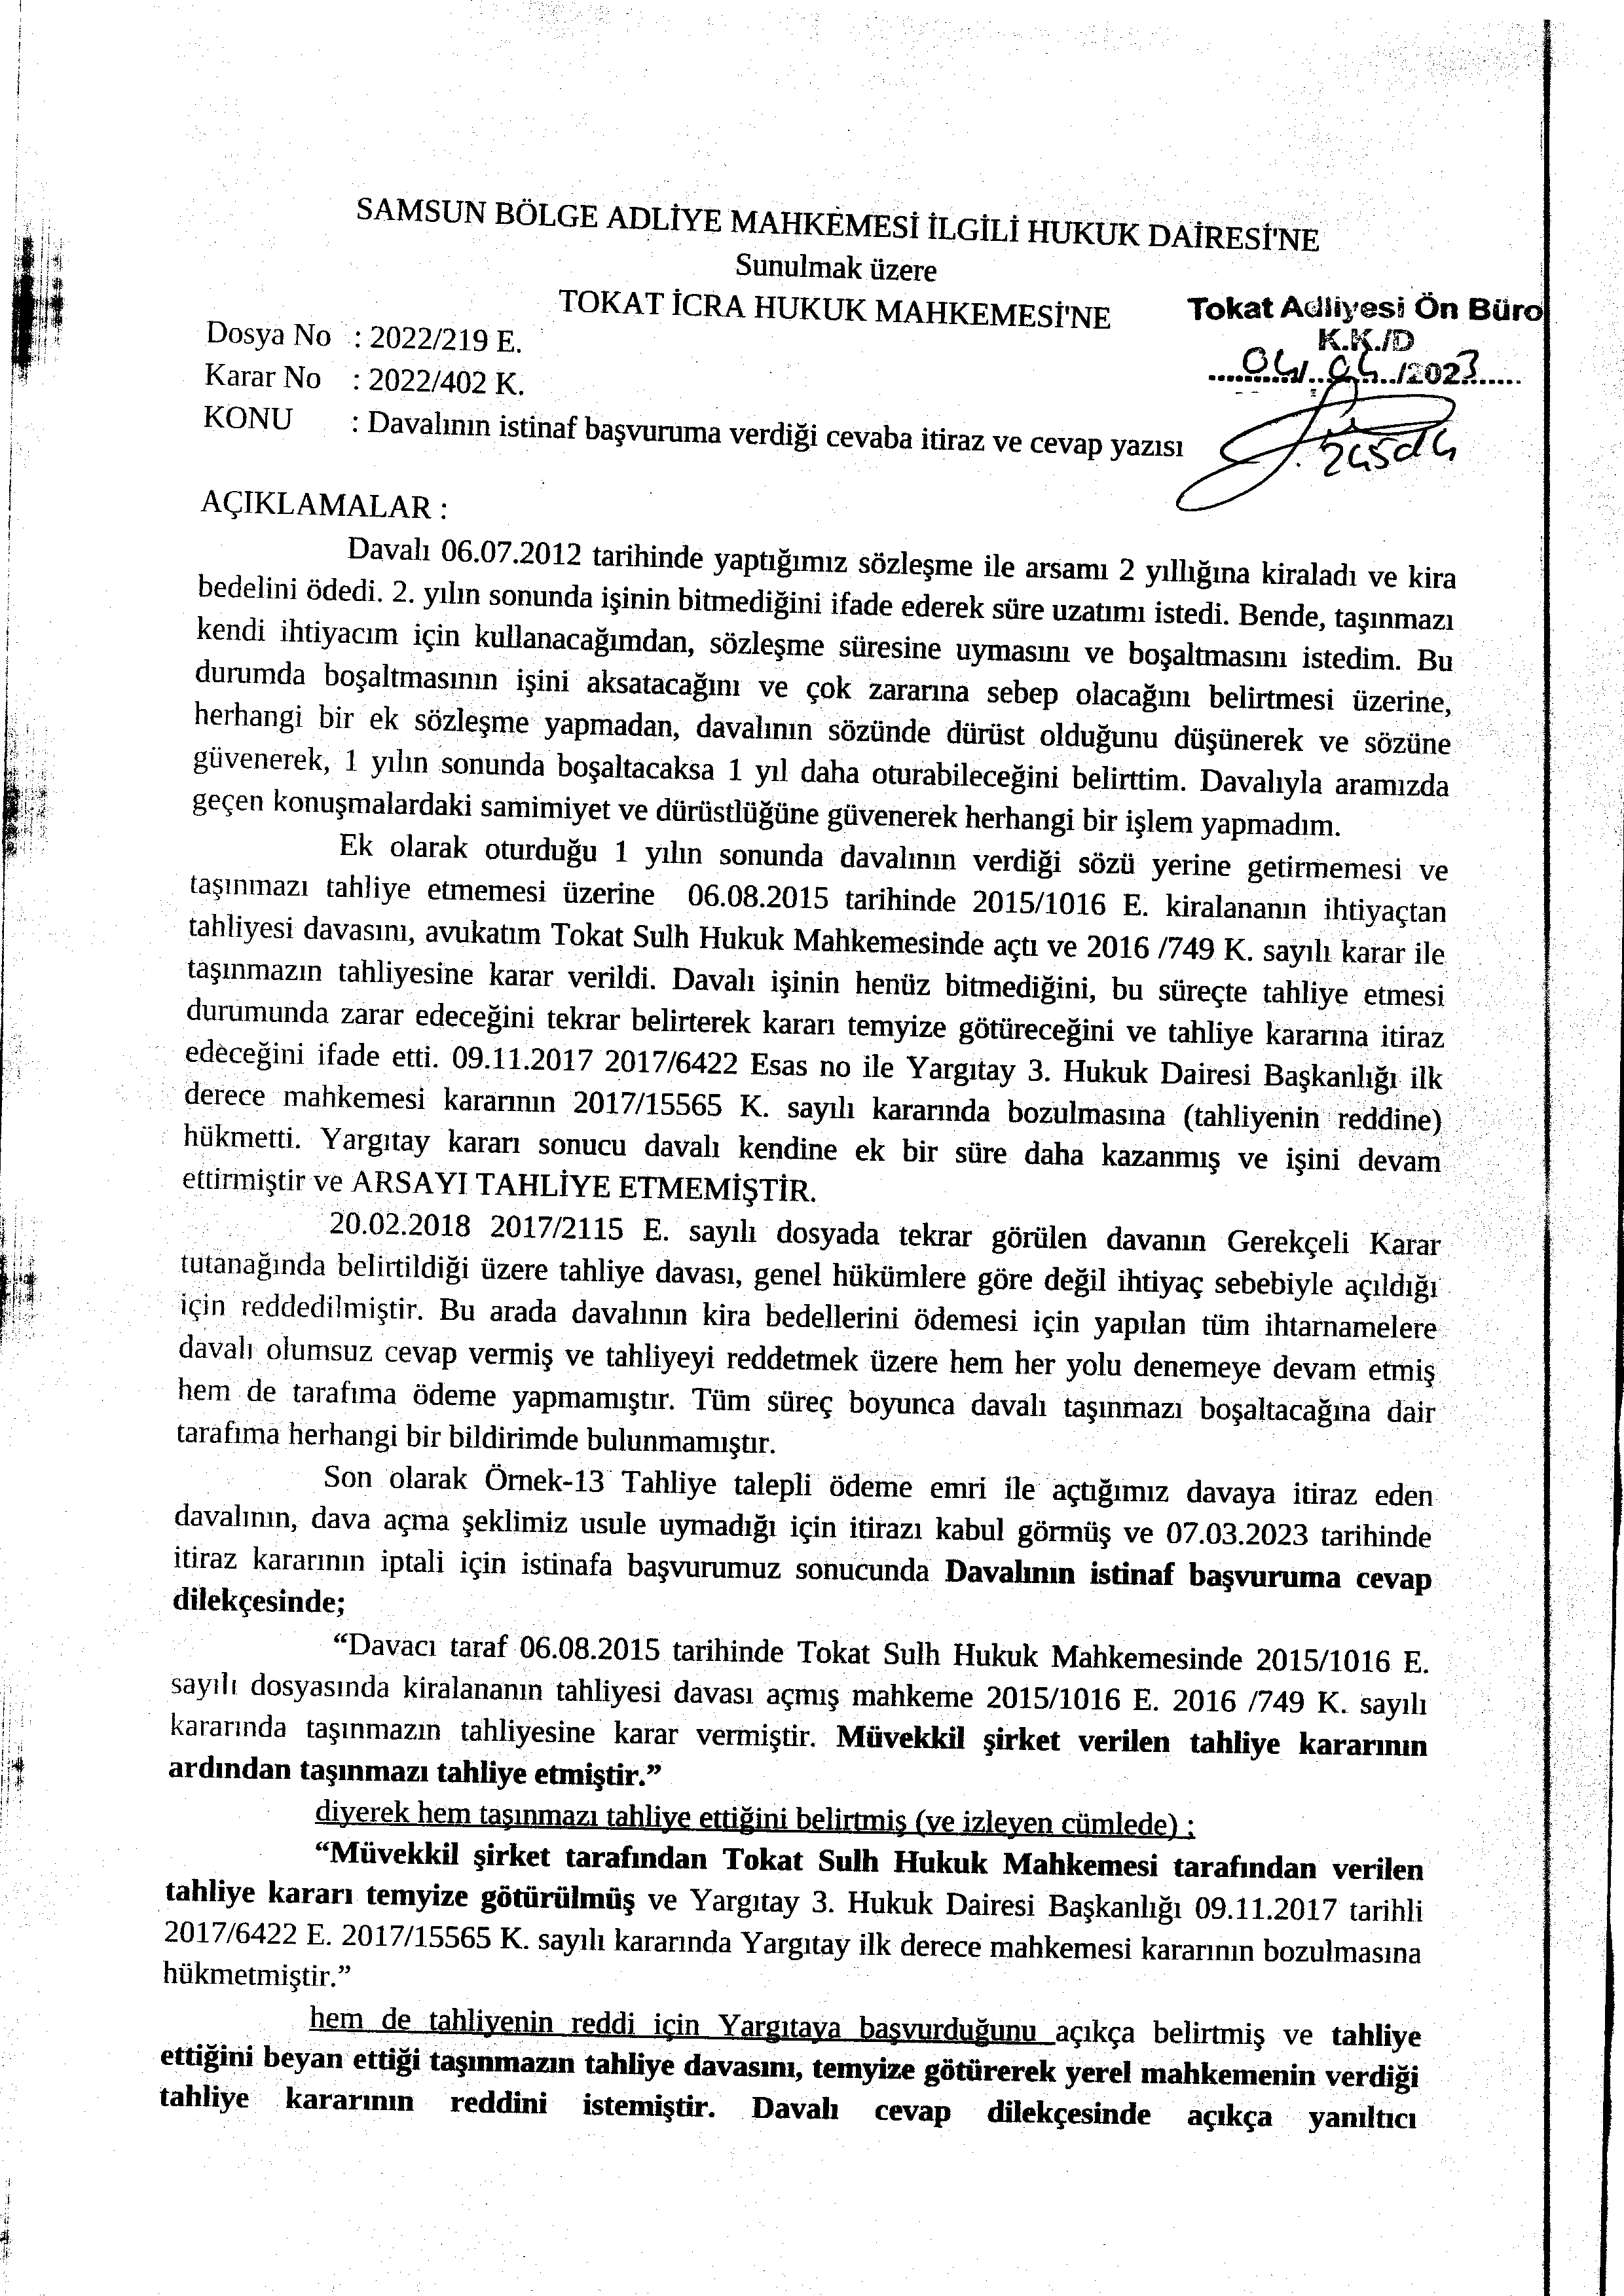 SAMSUN BÖLGE ADLİYE MAHKEMESİ İLGİLİ HUKUK DAİRESİ'NE
Sunulmak üzere
TOKAT İCRA HUKUK MAHKEMESİ'NE
Tokat Adliyesi Ön Büro
K.K./D
04/04/2023
Dosya No : 2022/219 E.
Karar No : 2022/402 K.
KONU : Davalının istinaf başvuruma verdiği cevaba itiraz ve cevap yazısı
AÇIKLAMALAR :
Davalı 06.07.2012 tarihinde yaptığımız sözleşme ile arsamı 2 yıllığına kiraladı ve kira
bedelini ödedi. 2. yılın sonunda işinin bitmediğini ifade ederek süre uzatımı istedi. Bende, taşınmazı
kendi ihtiyacım için kullanacağımdan, sözleşme süresine uymasını ve boşaltmasını istedim. Bu
durumda boşaltmasının işini aksatacağını ve çok zararına sebep olacağını belirtmesi üzerine,
herhangi bir ek sözleşme yapmadan, davalının sözünde dürüst olduğunu düşünerek ve sözüne
güvenerek, 1 yılın sonunda boşaltacaksa 1 yıl daha oturabileceğini belirttim. Davalıyla aramızda
geçen konuşmalardaki samimiyet ve dürüstlüğüne güvenerek herhangi bir işlem yapmadım.
Ek olarak oturduğu 1 yılın sonunda davalının verdiği sözü yerine getirmemesi ve
taşınmazı tahliye etmemesi üzerine 06.08.2015 tarihinde 2015/1016 E. kiralananın ihtiyaçtan
tahliyesi davasını, avukatım Tokat Sulh Hukuk Mahkemesinde açtı ve 2016 /749 K. sayılı karar ile
taşınmazın tahliyesine karar verildi. Davalı işinin henüz bitmediğini, bu süreçte tahliye etmesi
durumunda zarar edeceğini tekrar belirterek kararı temyize götüreceğini ve tahliye kararına itiraz
edeceğini ifade etti. 09.11.2017 2017/6422 Esas no ile Yargıtay 3. Hukuk Dairesi Başkanlığı ilk
derece mahkemesi kararının 2017/15565 K. sayılı kararında bozulmasına (tahliyenin reddine)
hükmetti. Yargıtay kararı sonucu davalı kendine ek bir süre daha kazanmış ve işini devam
ettirmiştir ve ARSAYI TAHLİYE ETMEMİŞTİR.
20.02.2018 2017/2115 E. sayılı dosyada tekrar görülen davanın Gerekçeli Karar
tutanağında belirtildiği üzere tahliye davası, genel hükümlere göre değil ihtiyaç sebebiyle açıldığı
için reddedilmiştir. Bu arada davalının kira bedellerini ödemesi için yapılan tüm ihtarnamelere
davalı olumsuz cevap vermiş ve tahliyeyi reddetmek üzere hem her yolu denemeye devam etmiş
hem de tarafıma ödeme yapmamıştır. Tüm süreç boyunca davalı taşınmazı boşaltacağına dair
tarafıma herhangi bir bildirimde bulunmamıştır.
Son olarak Örnek-13 Tahliye talepli ödeme emri ile açtığımız davaya itiraz eden
davalının, dava açma şeklimiz usule uymadığı için itirazı kabul görmüş ve 07.03.2023 tarihinde
itiraz kararının iptali için istinafa başvurumuz sonucunda Davalının istinaf başvuruma cevap
dilekçesinde;
“Davacı taraf 06.08.2015 tarihinde Tokat Sulh Hukuk Mahkemesinde 2015/1016 E.
sayılı dosyasında kiralananın tahliyesi davası açmış mahkeme 2015/1016 E. 2016 /749 K. sayılı
kararında taşınmazın tahliyesine karar vermiştir. Müvekkil şirket verilen tahliye kararının
ardından taşınmazı tahliye etmiştir.”
diyerek hem taşınmazı tahliye ettiğini belirtmiş (ve izleyen cümlede) ;
“Müvekkil şirket tarafından Tokat Sulh Hukuk Mahkemesi tarafından verilen
tahliye kararı temyize götürülmüş ve Yargıtay 3. Hukuk Dairesi Başkanlığı 09.11.2017 tarihli
2017/6422 E. 2017/15565 K. sayılı kararında Yargıtay ilk derece mahkemesi kararının bozulmasına
hükmetmiştir.”
hem de tahliyenin reddi için Yargıtaya başvurduğunu açıkça belirtmiş ve tahliye
ettiğini beyan ettiği taşınmazın tahliye davasını, temyize götürerek yerel mahkemenin verdiği
tahliye kararının reddini istemiştir. Davalı cevap dilekçesinde açıkça yanıltıcı